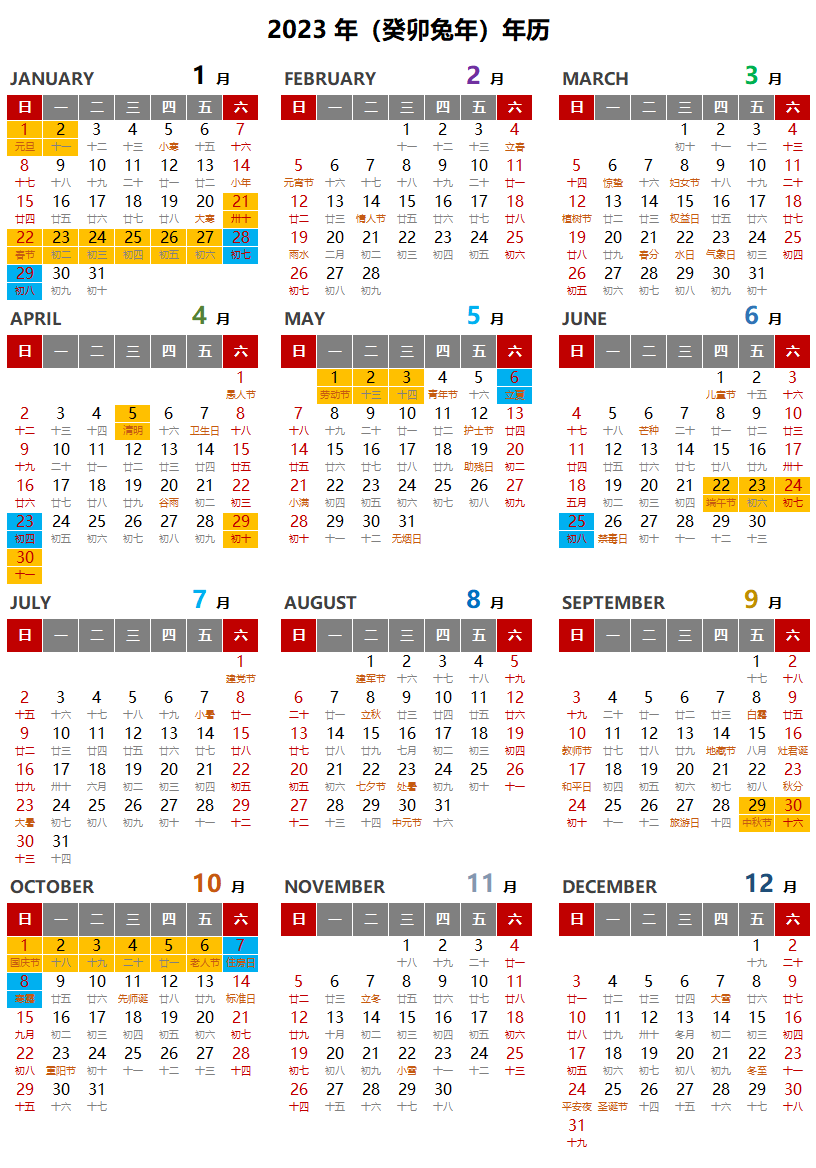 2023 年（癸卯兔年）年历
JANUARY 1 月
日 一 二 三 四 五 六
1 2 3 4 5 6 7
元旦 十一 十二 十三 小寒 十五 十六
8 9 10 11 12 13 14
十七 十八 十九 二十 廿一 廿二 小年
15 16 17 18 19 20 21
廿四 廿五 廿六 廿七 廿八 大寒 卅十
22 23 24 25 26 27 28
春节 初二 初三 初四 初五 初六 初七
29 30 31
初八 初九 初十
FEBRUARY 2 月
日 一 二 三 四 五 六
1 2 3 4
十一 十二 十三 立春
5 6 7 8 9 10 11
元宵节 十六 十七 十八 十九 二十 廿一
12 13 14 15 16 17 18
廿二 廿三 情人节 廿五 廿六 廿七 廿八
19 20 21 22 23 24 25
雨水 二月 初二 初三 初四 初五 初六
26 27 28
初七 初八 初九
MARCH 3 月
日 一 二 三 四 五 六
1 2 3 4
初十 十一 十二 十三
5 6 7 8 9 10 11
十四 惊蛰 十六 妇女节 十八 十九 二十
12 13 14 15 16 17 18
植树节 廿二 廿三 权益日 廿五 廿六 廿七
19 20 21 22 23 24 25
廿八 廿九 春分 水日 气象日 初三 初四
26 27 28 29 30 31
初五 初六 初七 初八 初九 初十
APRIL 4 月
日 一 二 三 四 五 六
1
愚人节
2 3 4 5 6 7 8
十二 十三 十四 清明 十六 卫生日 十八
9 10 11 12 13 14 15
十九 二十 廿一 廿二 廿三 廿四 廿五
16 17 18 19 20 21 22
廿六 廿七 廿八 廿九 谷雨 初二 初三
23 24 25 26 27 28 29
初四 初五 初六 初七 初八 初九 初十
30
十一
MAY 5 月
日 一 二 三 四 五 六
1 2 3 4 5 6
劳动节 十三 十四 青年节 十六 立夏
7 8 9 10 11 12 13
十八 十九 二十 廿一 廿二 护士节 廿四
14 15 16 17 18 19 20
廿五 廿六 廿七 廿八 廿九 助残日 初二
21 22 23 24 25 26 27
小满 初四 初五 初六 初七 初八 初九
28 29 30 31
初十 十一 十二 无烟日
JUNE 6 月
日 一 二 三 四 五 六
1 2 3
儿童节 十五 十六
4 5 6 7 8 9 10
十七 十八 芒种 二十 廿一 廿二 廿三
11 12 13 14 15 16 17
廿四 廿五 廿六 廿七 廿八 廿九 卅十
18 19 20 21 22 23 24
五月 初二 初三 初四 端午节 初六 初七
25 26 27 28 29 30
初八 禁毒日 初十 十一 十二 十三
JULY 7 月
日 一 二 三 四 五 六
1
建党节
2 3 4 5 6 7 8
十五 十六 十七 十八 十九 小暑 廿一
9 10 11 12 13 14 15
廿二 廿三 廿四 廿五 廿六 廿七 廿八
16 17 18 19 20 21 22
廿九 卅十 六月 初二 初三 初四 初五
23 24 25 26 27 28 29
大暑 初七 初八 初九 初十 十一 十二
30 31
十三 十四
AUGUST 8 月
日 一 二 三 四 五 六
1 2 3 4 5
建军节 十六 十七 十八 十九
6 7 8 9 10 11 12
二十 廿一 立秋 廿三 廿四 廿五 廿六
13 14 15 16 17 18 19
廿七 廿八 廿九 七月 初二 初三 初四
20 21 22 23 24 25 26
初五 初六 七夕节 处暑 初九 初十 十一
27 28 29 30 31
十二 十三 十四 中元节 十六
SEPTEMBER 9 月
日 一 二 三 四 五 六
1 2
十七 十八
3 4 5 6 7 8 9
十九 二十 廿一 廿二 廿三 白露 廿五
10 11 12 13 14 15 16
教师节 廿七 廿八 廿九 地藏节 八月 灶君诞
17 18 19 20 21 22 23
和平日 初四 初五 初六 初七 初八 秋分
24 25 26 27 28 29 30
初十 十一 十二 旅游日 十四 中秋节 十六
OCTOBER 10 月
日 一 二 三 四 五 六
1 2 3 4 5 6 7
国庆节 十八 十九 二十 廿一 老人节 住房日
8 9 10 11 12 13 14
寒露 廿五 廿六 先师诞 廿八 廿九 标准日
15 16 17 18 19 20 21
九月 初二 初三 初四 初五 初六 初七
22 23 24 25 26 27 28
初八 重阳节 初十 十一 十二 十三 十四
29 30 31
十五 十六 十七
NOVEMBER 11 月
日 一 二 三 四 五 六
1 2 3 4
十八 十九 二十 廿一
5 6 7 8 9 10 11
廿二 廿三 立冬 廿五 廿六 廿七 廿八
12 13 14 15 16 17 18
廿九 十月 初二 初三 初四 初五 初六
19 20 21 22 23 24 25
初七 初八 初九 小雪 十一 十二 十三
26 27 28 29 30
十四 十五 十六 十七 十八
DECEMBER 12 月
日 一 二 三 四 五 六
1 2
十九 二十
3 4 5 6 7 8 9
廿一 廿二 廿三 廿四 大雪 廿六 廿七
10 11 12 13 14 15 16
廿八 廿九 卅十 冬月 初二 初三 初四
17 18 19 20 21 22 23
初五 初六 初七 初八 初九 冬至 十一
24 25 26 27 28 29 30
平安夜 圣诞节 十四 十五 十六 十七 十八
31
十九